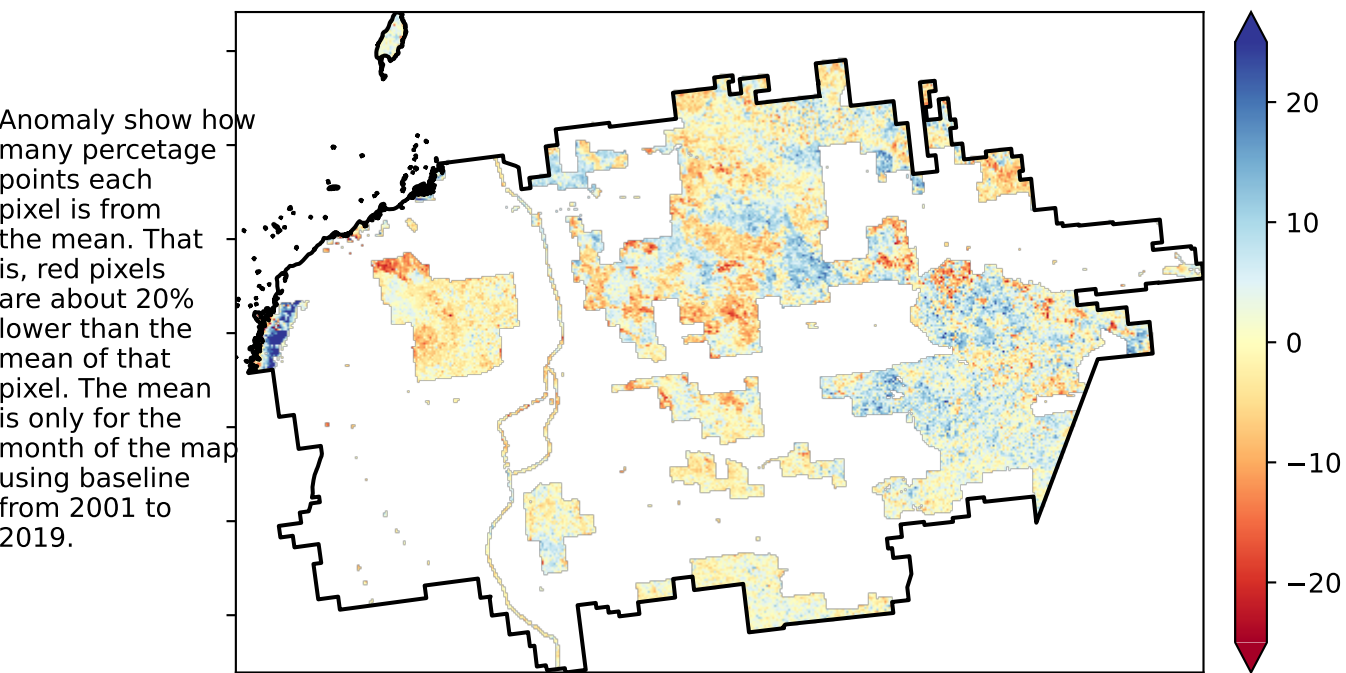 Anomaly show how
many percetage
points each
pixel is from
the mean. That
is, red pixels
are about 20%
lower than the
mean of that
pixel. The mean
is only for the
month of the map
using baseline
from 2001 to
2019.
20
10
0
−10
−20